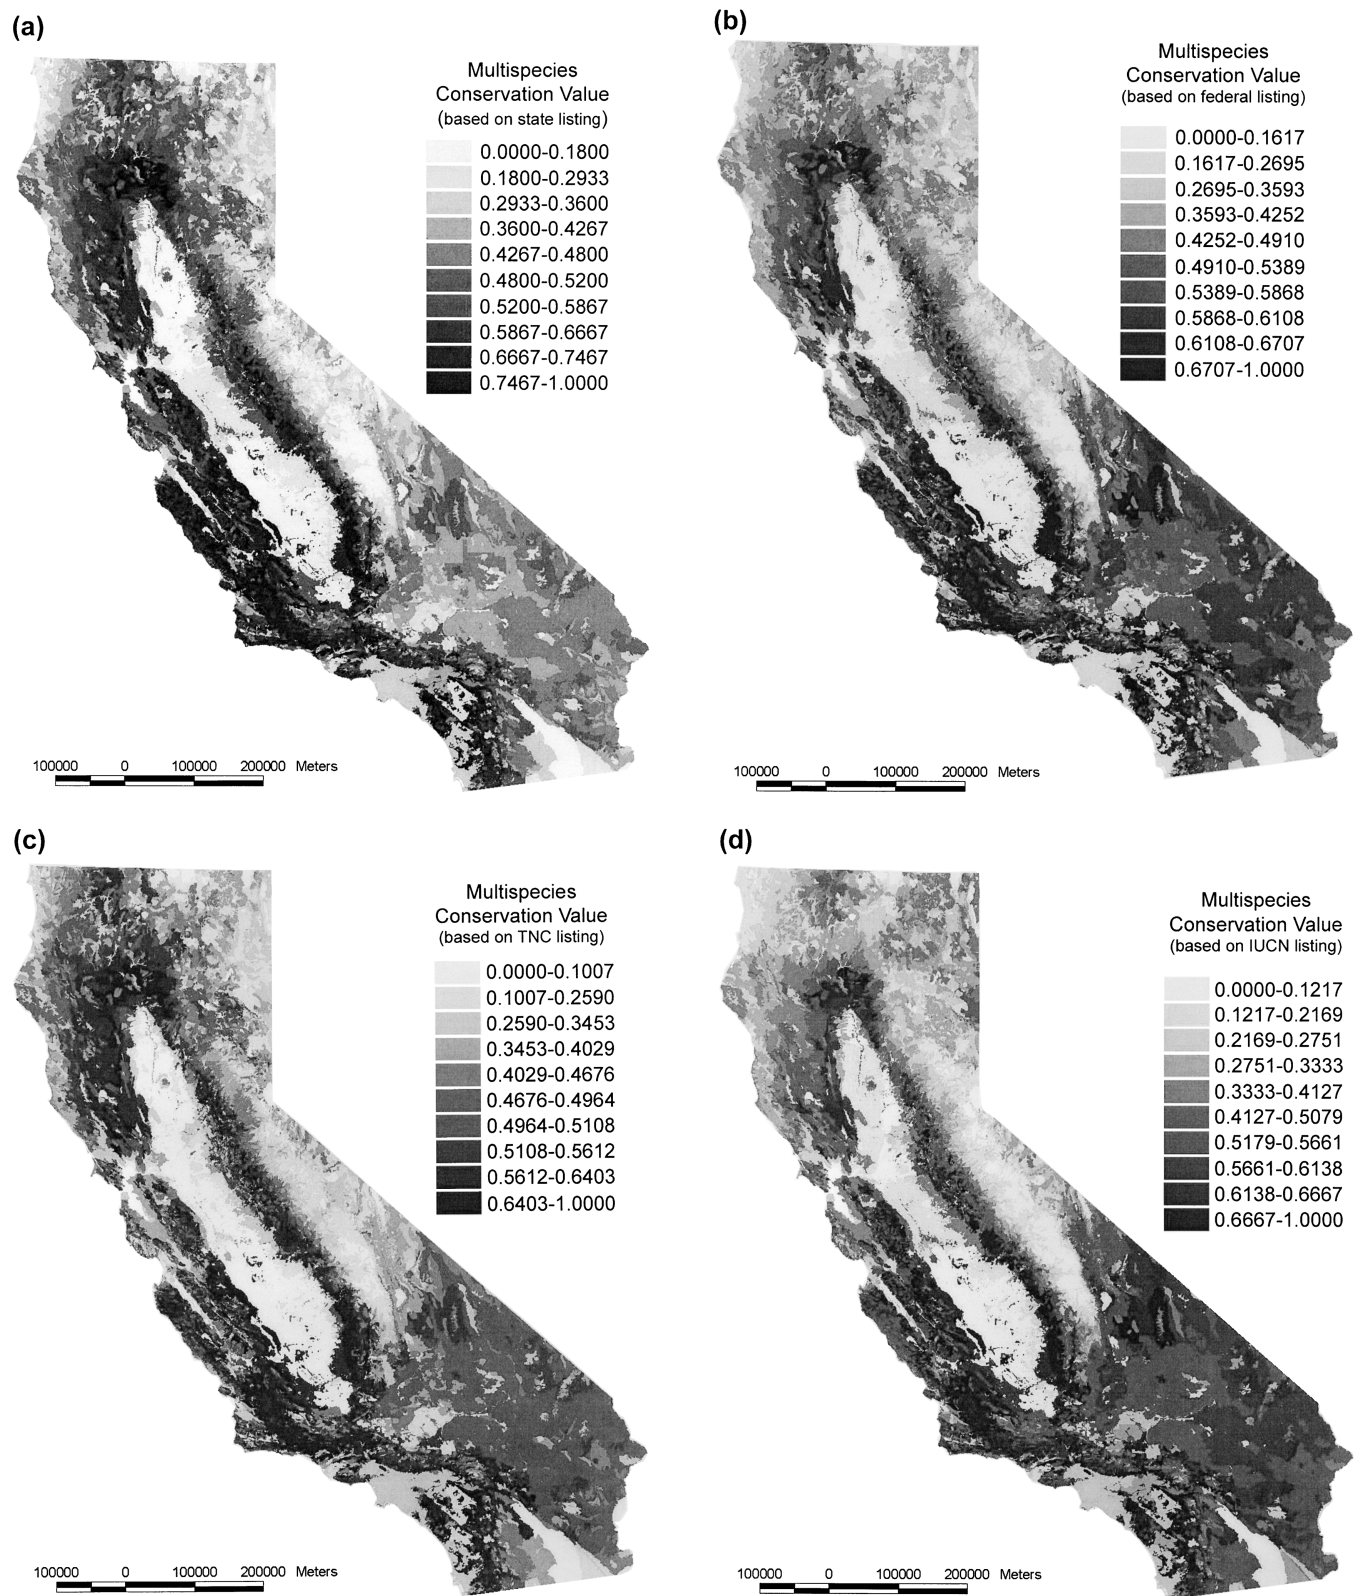 (a)
Multispecies
Conservation Value
(based on state listing)
0.0000-0.1800
0.1800-0.2933
0.2933-0.3600
0.3600-0.4267
0.4267-0.4800
0.4800-0.5200
0.5200-0.5867
0.5867-0.6667
0.6667-0.7467
0.7467-1.0000
100000 0 100000 200000 Meters
(b)
Multispecies
Conservation Value
(based on federal listing)
0.0000-0.1617
0.1617-0.2695
0.2695-0.3593
0.3593-0.4252
0.4252-0.4910
0.4910-0.5389
0.5389-0.5868
0.5868-0.6108
0.6108-0.6707
0.6707-1.0000
100000 0 100000 200000 Meters
(c)
Multispecies
Conservation Value
(based on TNC listing)
0.0000-0.1007
0.1007-0.2590
0.2590-0.3453
0.3453-0.4029
0.4029-0.4676
0.4676-0.4964
0.4964-0.5108
0.5108-0.5612
0.5612-0.6403
0.6403-1.0000
100000 0 100000 200000 Meters
(d)
Multispecies
Conservation Value
(based on IUCN listing)
0.0000-0.1217
0.1217-0.2169
0.2169-0.2751
0.2751-0.3333
0.3333-0.4127
0.4127-0.5079
0.5179-0.5661
0.5661-0.6138
0.6138-0.6667
0.6667-1.0000
100000 0 100000 200000 Meters